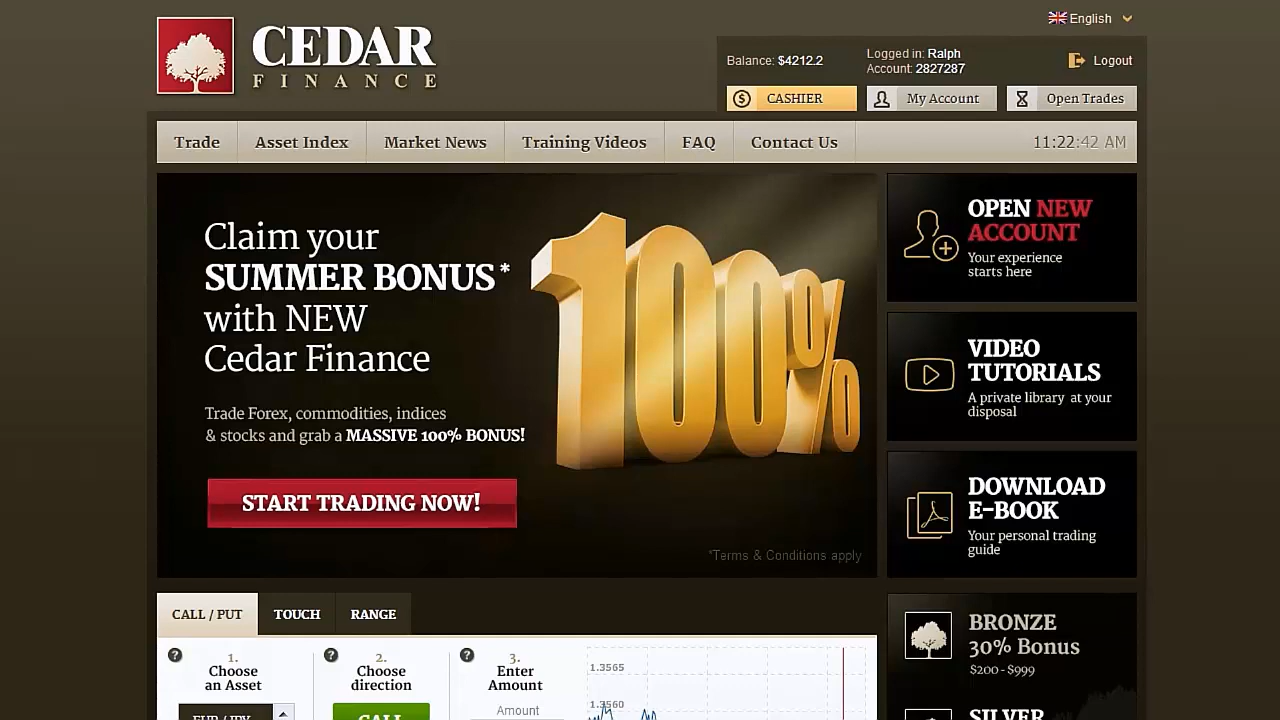 CEDAR
FINANCE
English
Balance: $4212.2
Logged in: Ralph
Account: 2827287
Logout
CASHIER
My Account
Open Trades
Trade
Asset Index
Market News
Training Videos
FAQ
Contact Us
11:22:42 AM
Claim your
SUMMER BONUS*
with NEW
Cedar Finance
Trade Forex, commodities, indices
& stocks and grab a MASSIVE 100% BONUS!
START TRADING NOW!
100%
*Terms & Conditions apply
OPEN NEW
ACCOUNT
Your experience
starts here
VIDEO
TUTORIALS
A private library at your
disposal
DOWNLOAD
E-BOOK
Your personal trading
guide
CALL / PUT
TOUCH
RANGE
?
1.
Choose
an Asset
EUR / JPY
?
2.
Choose
direction
CALL
?
3.
Enter
Amount
Amount
1.3565
1.3560
BRONZE
30% Bonus
$200 - $999
SILVER